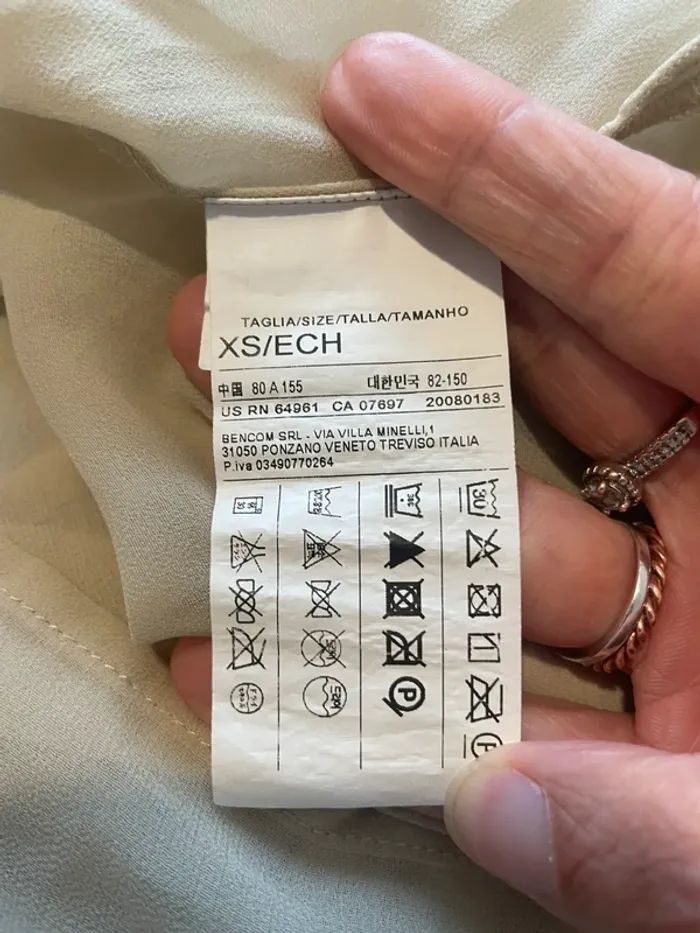 TAGLIA/SIZE/TALLA/TAMANHO
XS/ECH
中国 80 A 155 대한민국 82-150
US RN 64961 CA 07697 20080183
BENCOM SRL - VIA VILLA MINELLI,1
31050 PONZANO VENETO TREVISO ITALIA
P.iva 03490770264
30
P